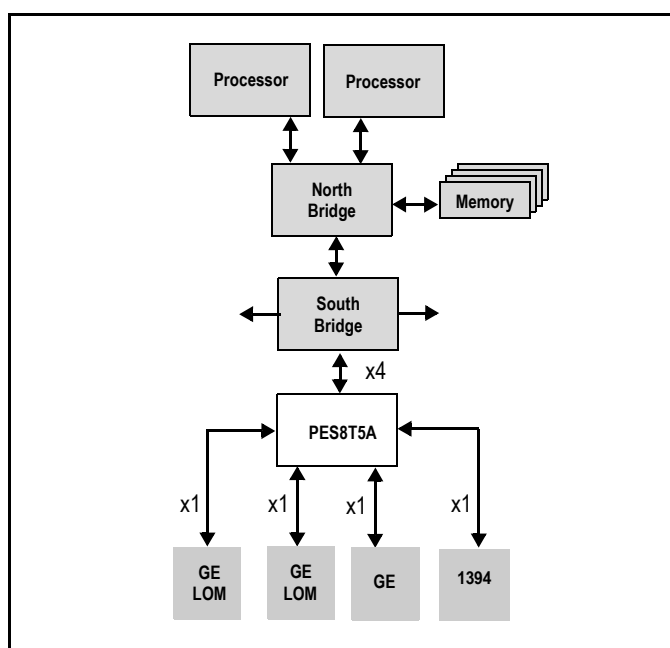 Processor
Processor
North
Bridge
Memory
South
Bridge
x4
PES8T5A
x1
x1
x1
x1
GE
LOM
GE
LOM
GE
1394